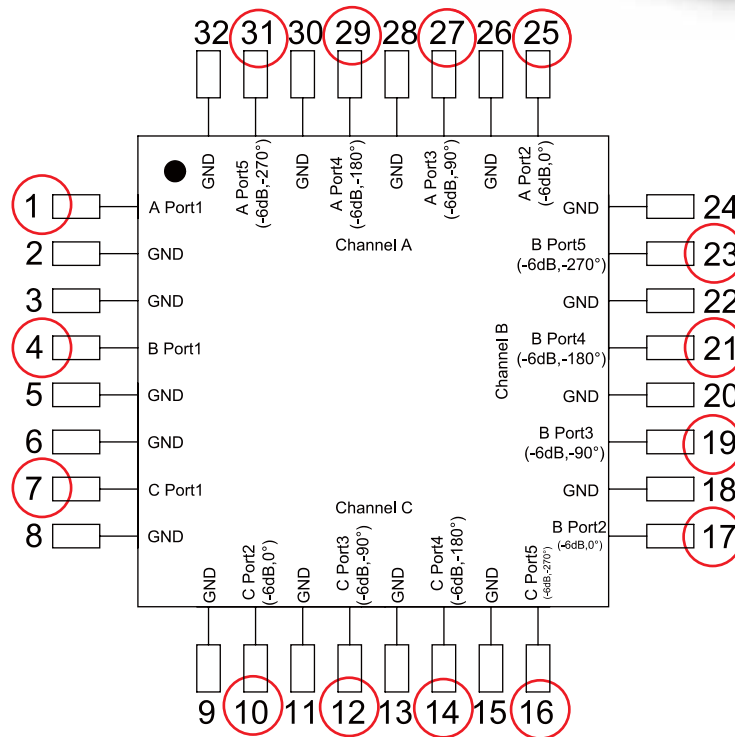 32 31 30 29 28 27 26 25
GND
A Port5
(-6dB,-270°)
GND
A Port4
(-6dB,-180°)
GND
A Port3
(-6dB,-90°)
GND
A Port2
(-6dB,0°)
1
A Port1
GND
24
Channel A
2
GND
B Port5
(-6dB,-270°)
23
3
GND
GND
22
4
B Port1
B Port4
(-6dB,-180°)
21
Channel B
5
GND
GND
20
6
GND
B Port3
(-6dB,-90°)
19
7
C Port1
GND
18
Channel C
8
GND
B Port2
(-6dB,0°)
17
GND
C Port2
(-6dB,0°)
GND
C Port3
(-6dB,-90°)
GND
C Port4
(-6dB,-180°)
GND
C Port5
(-6dB,-270°)
9 10 11 12 13 14 15 16